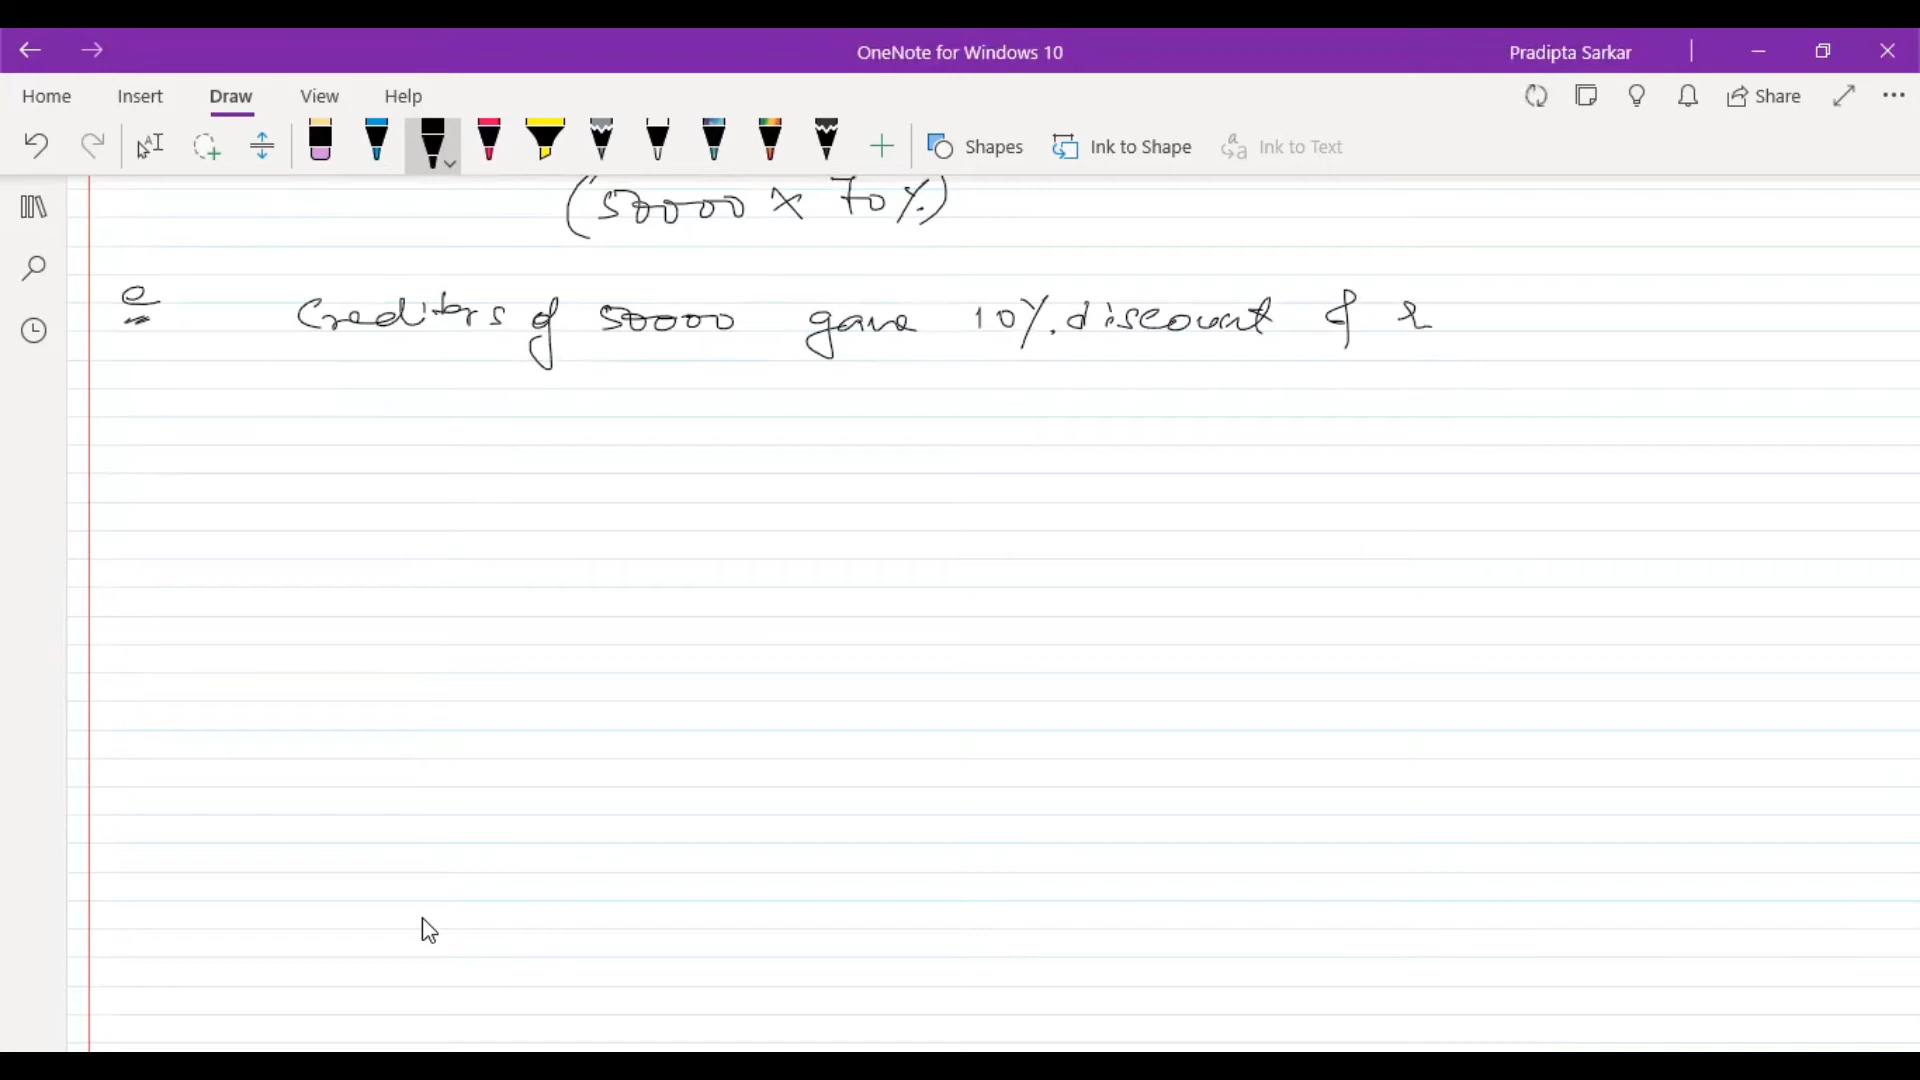 OneNote for Windows 10
Pradipta Sarkar
Home Insert Draw View Help
Share
Shapes Ink to Shape Ink to Text
(50000 x 70%)
e Creditors of 50000 gave 10% discount & r